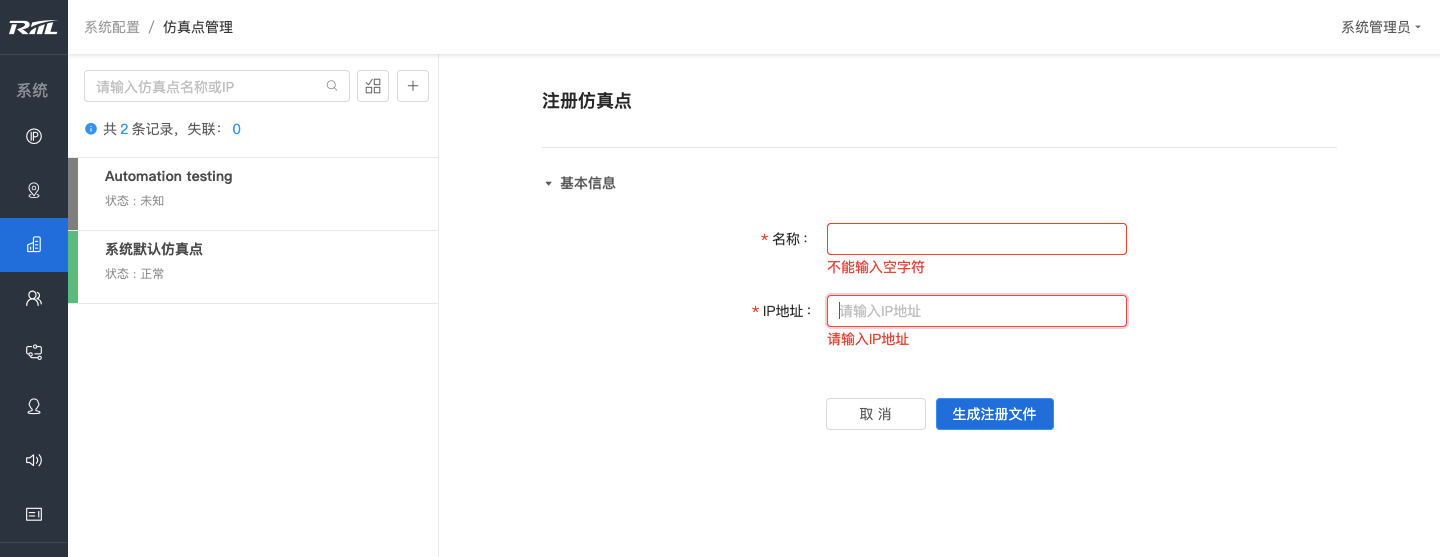 RIIL
系统配置 / 仿真点管理
系统管理员
系统
请输入仿真点名称或IP
共 2 条记录，失联： 0
Automation testing
状态：未知
系统默认仿真点
状态：正常
注册仿真点
基本信息
* 名称：
不能输入空字符
* IP地址：
请输入IP地址
请输入IP地址
取 消
生成注册文件
IP